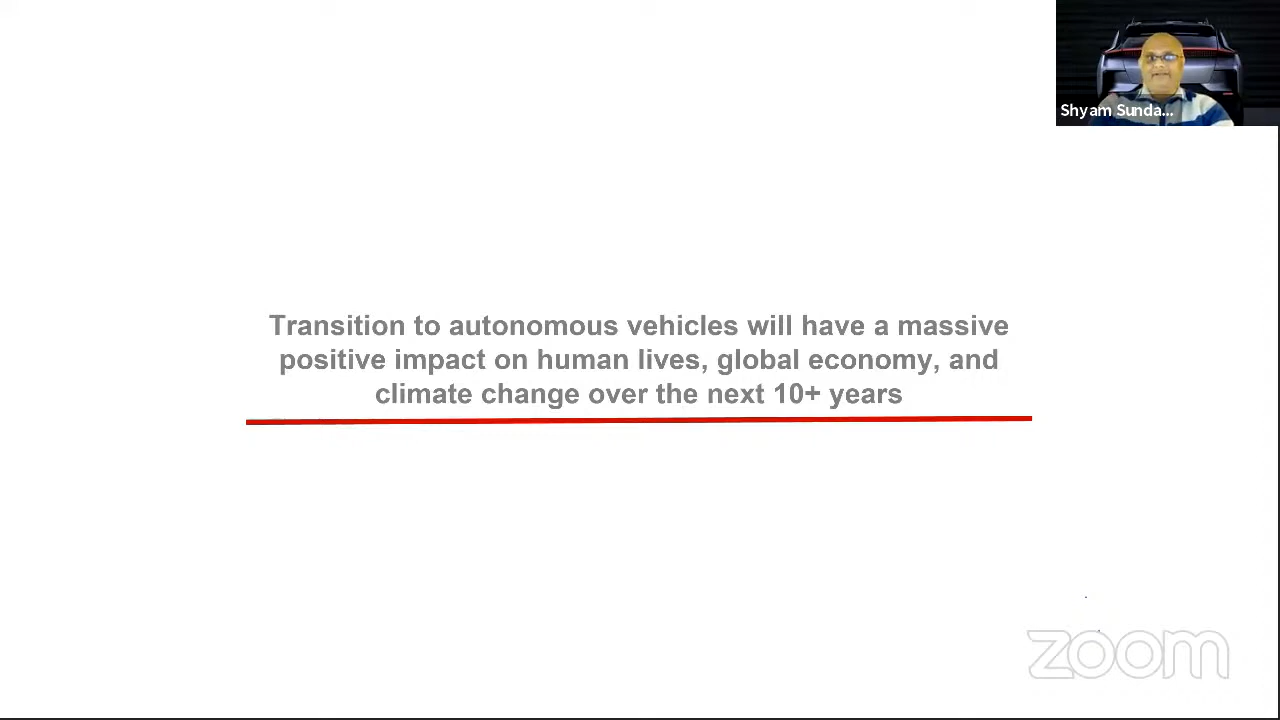 Shyam Sunda...
Transition to autonomous vehicles will have a massive
positive impact on human lives, global economy, and
climate change over the next 10+ years
zoom